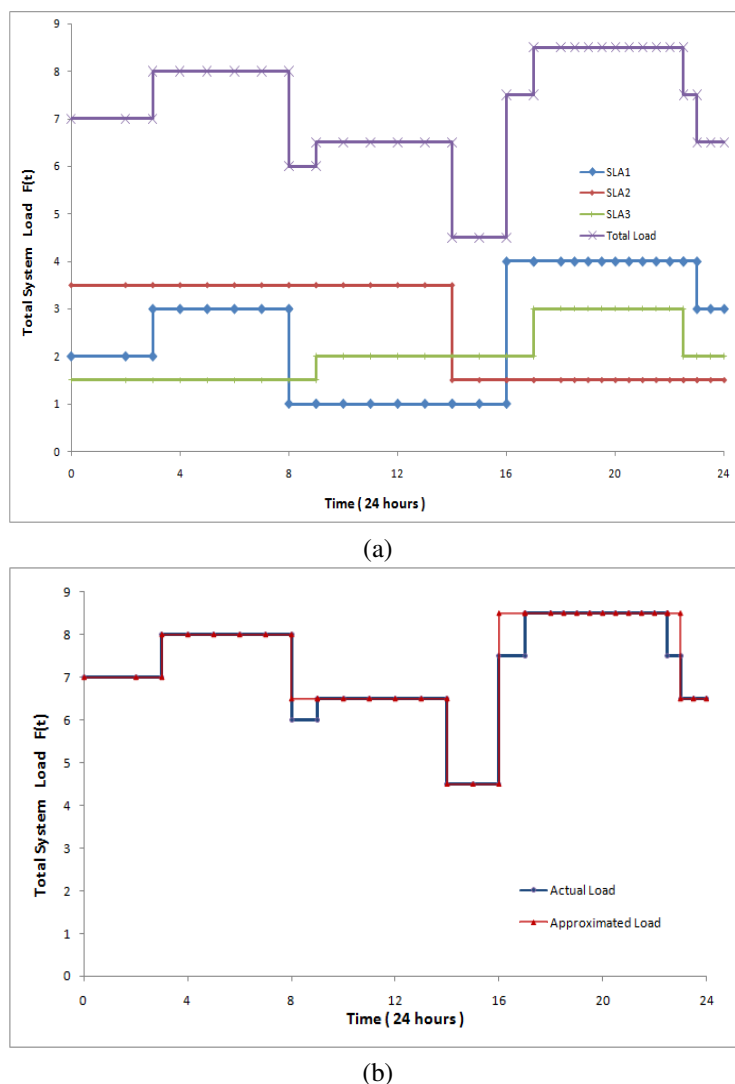 9
8
7
6
5
4
3
2
1
0
Total System Load F(t)
SLA1
SLA2
SLA3
Total Load
0 4 8 12 16 20 24
Time ( 24 hours )
(a)
9
8
7
6
5
4
3
2
1
0
Total System Load F(t)
Actual Load
Approximated Load
0 4 8 12 16 20 24
Time ( 24 hours )
(b)